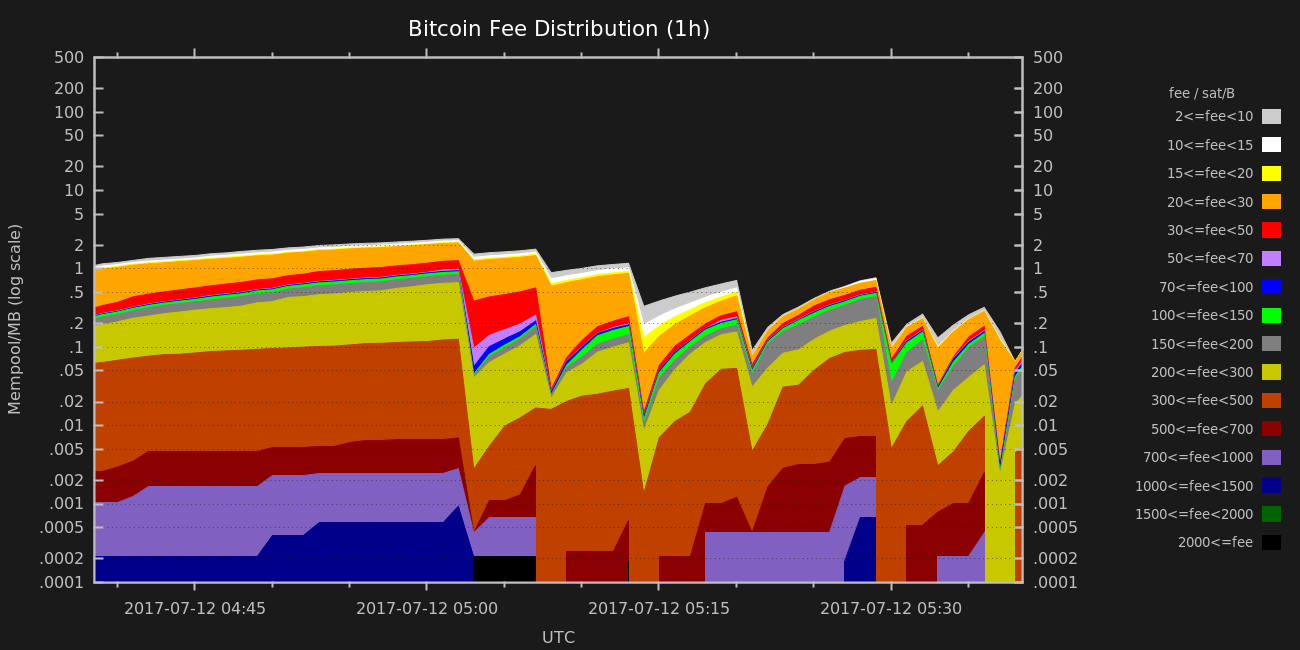 Bitcoin Fee Distribution (1h)
Mempool/MB (log scale)
500
200
100
50
20
10
5
2
1
.5
.2
.1
.05
.02
.01
.005
.002
.001
.0005
.0002
.0001
500
200
100
50
20
10
5
2
1
.5
.2
.1
.05
.02
.01
.005
.002
.001
.0005
.0002
.0001
2017-07-12 04:45
2017-07-12 05:00
2017-07-12 05:15
2017-07-12 05:30
UTC
fee / sat/B
2<=fee<10
10<=fee<15
15<=fee<20
20<=fee<30
30<=fee<50
50<=fee<70
70<=fee<100
100<=fee<150
150<=fee<200
200<=fee<300
300<=fee<500
500<=fee<700
700<=fee<1000
1000<=fee<1500
1500<=fee<2000
2000<=fee